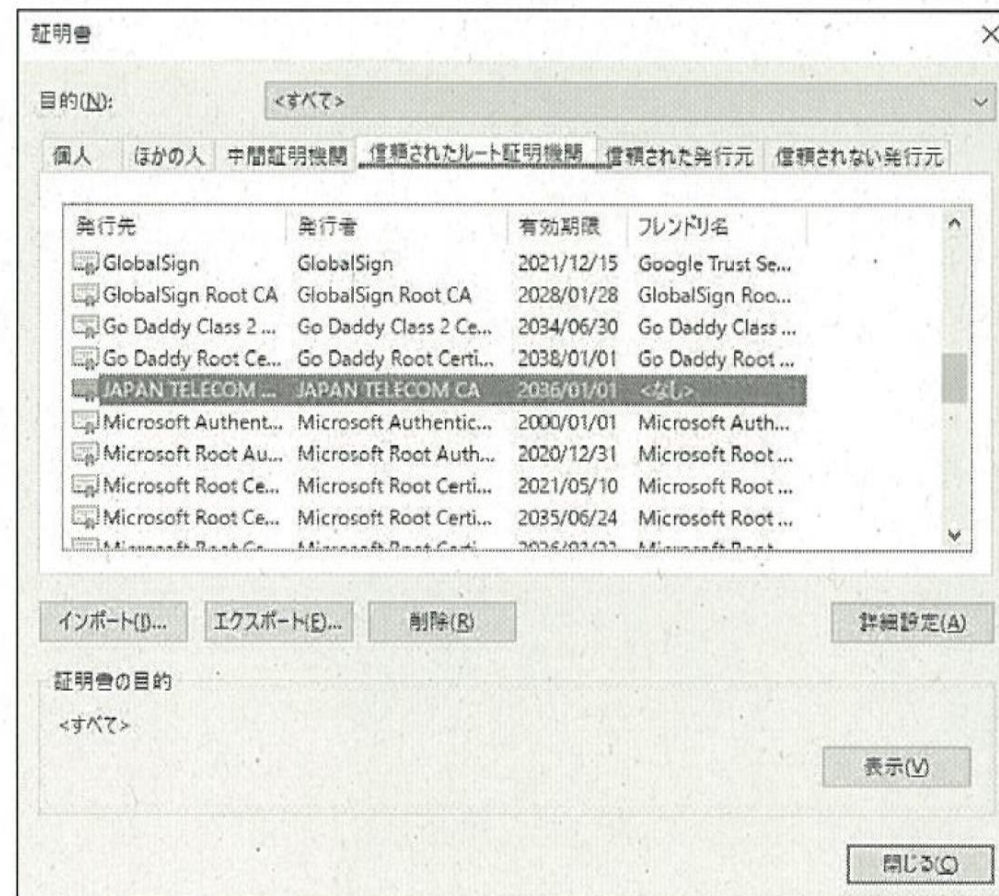 証明書
目的(N): <すべて>
個人 ほかの人 中間証明機関 信頼されたルート証明機関 信頼された発行元 信頼されない発行元
発行先 発行者 有効期限 フレンドリ名
GlobalSign GlobalSign 2021/12/15 Google Trust Se...
GlobalSign Root CA GlobalSign Root CA 2028/01/28 GlobalSign Roo...
Go Daddy Class 2 ... Go Daddy Class 2 Ce... 2034/06/30 Go Daddy Class ...
Go Daddy Root Ce... Go Daddy Root Certi... 2038/01/01 Go Daddy Root ...
JAPAN TELECOM ... JAPAN TELECOM CA 2036/01/01 <なし>
Microsoft Authent... Microsoft Authentic... 2000/01/01 Microsoft Auth...
Microsoft Root Au... Microsoft Root Auth... 2020/12/31 Microsoft Root ...
Microsoft Root Ce... Microsoft Root Certi... 2021/05/10 Microsoft Root ...
Microsoft Root Ce... Microsoft Root Certi... 2035/06/24 Microsoft Root ...
インポート(I)... エクスポート(E)... 削除(R) 詳細設定(A)
証明書の目的
<すべて>
表示(V)
閉じる(C)